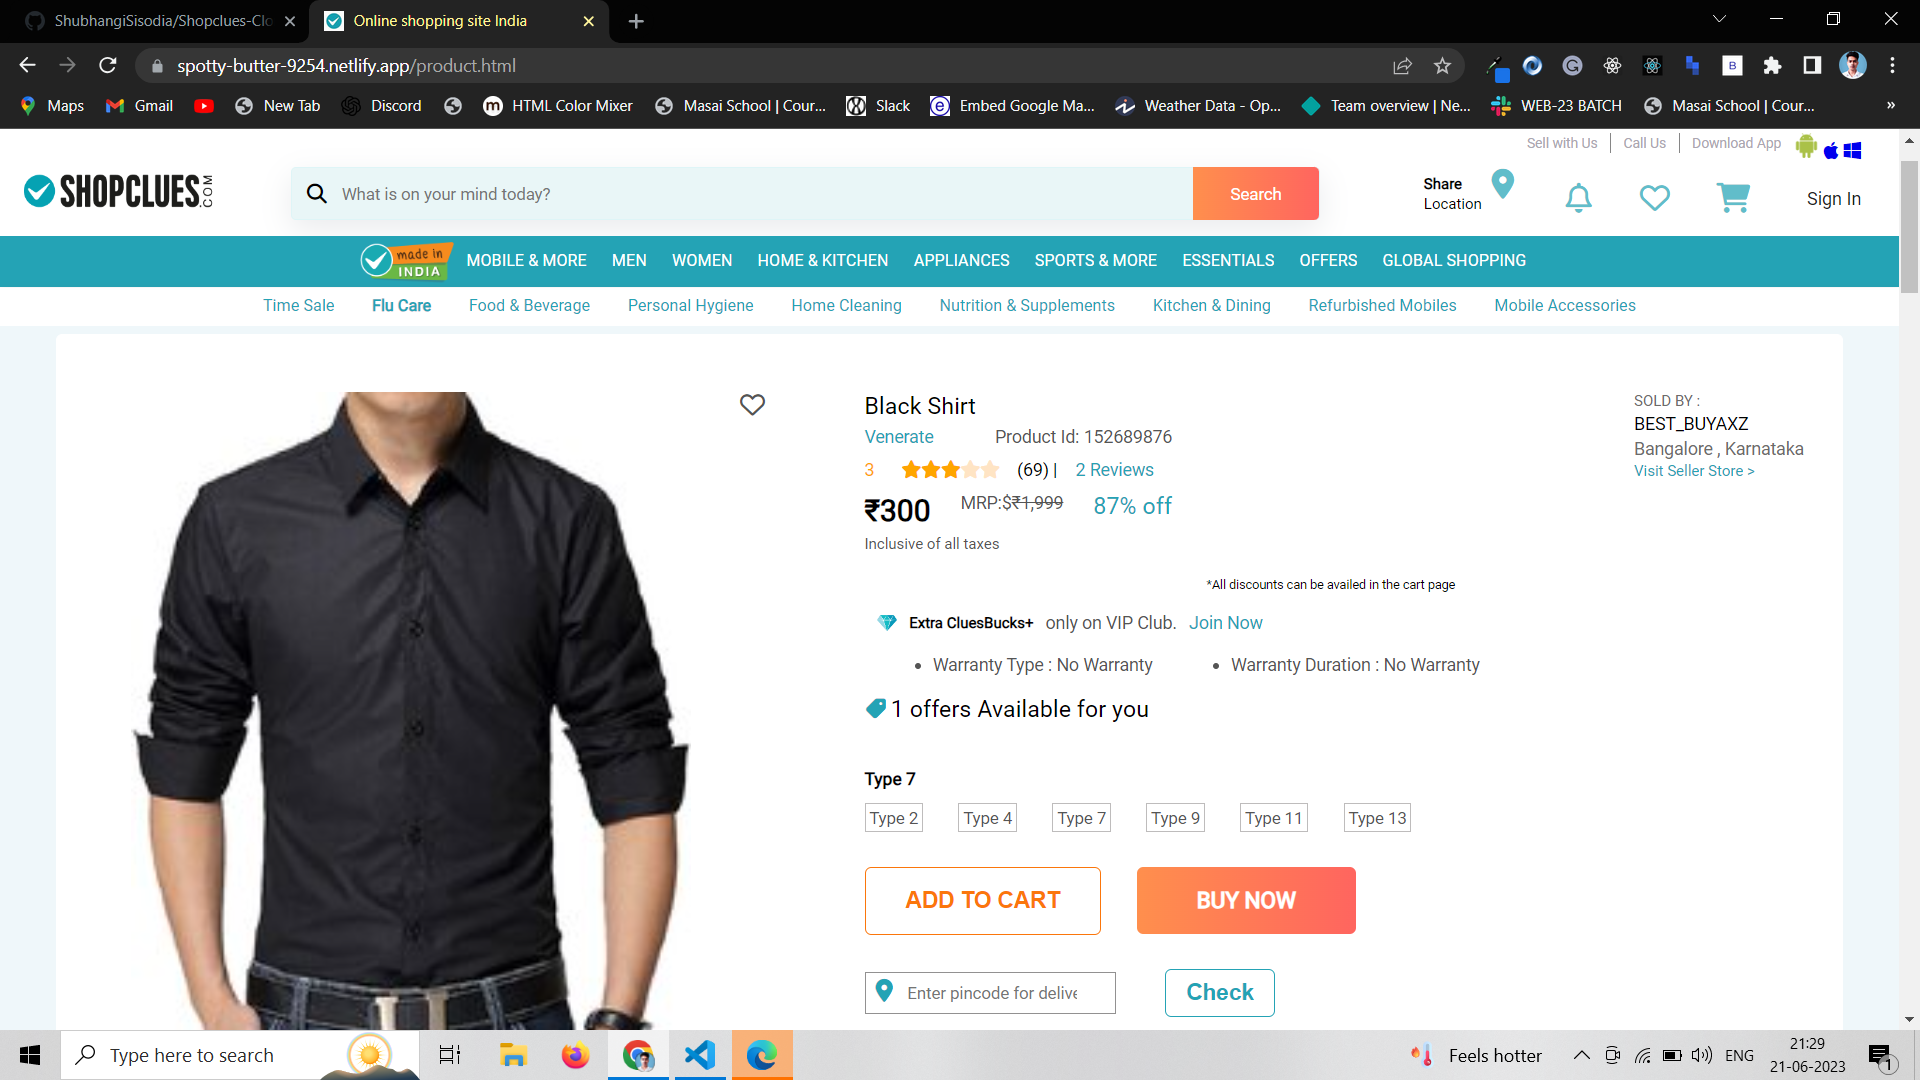 ShubhangiSisodia/Shopclues-Clo
Online shopping site India
spotty-butter-9254.netlify.app/product.html
Maps
Gmail
New Tab
Discord
HTML Color Mixer
Masai School | Cour...
Slack
Embed Google Ma...
Weather Data - Op...
Team overview | Ne...
WEB-23 BATCH
Masai School | Cour...
»
Sell with Us
Call Us
Download App
SHOPCLUES.COM
What is on your mind today?
Search
Share
Location
Sign In
made in
INDIA
MOBILE & MORE
MEN
WOMEN
HOME & KITCHEN
APPLIANCES
SPORTS & MORE
ESSENTIALS
OFFERS
GLOBAL SHOPPING
Time Sale
Flu Care
Food & Beverage
Personal Hygiene
Home Cleaning
Nutrition & Supplements
Kitchen & Dining
Refurbished Mobiles
Mobile Accessories
Black Shirt
Venerate
Product Id: 152689876
3
(69) |
2 Reviews
₹300
MRP:$₹1,999
87% off
Inclusive of all taxes
SOLD BY :
BEST_BUYAXZ
Bangalore , Karnataka
Visit Seller Store >
*All discounts can be availed in the cart page
Extra CluesBucks+ only on VIP Club. Join Now
• Warranty Type : No Warranty
• Warranty Duration : No Warranty
1 offers Available for you
Type 7
Type 2
Type 4
Type 7
Type 9
Type 11
Type 13
ADD TO CART
BUY NOW
Enter pincode for delive
Check
Type here to search
Feels hotter
ENG
21:29
21-06-2023
1